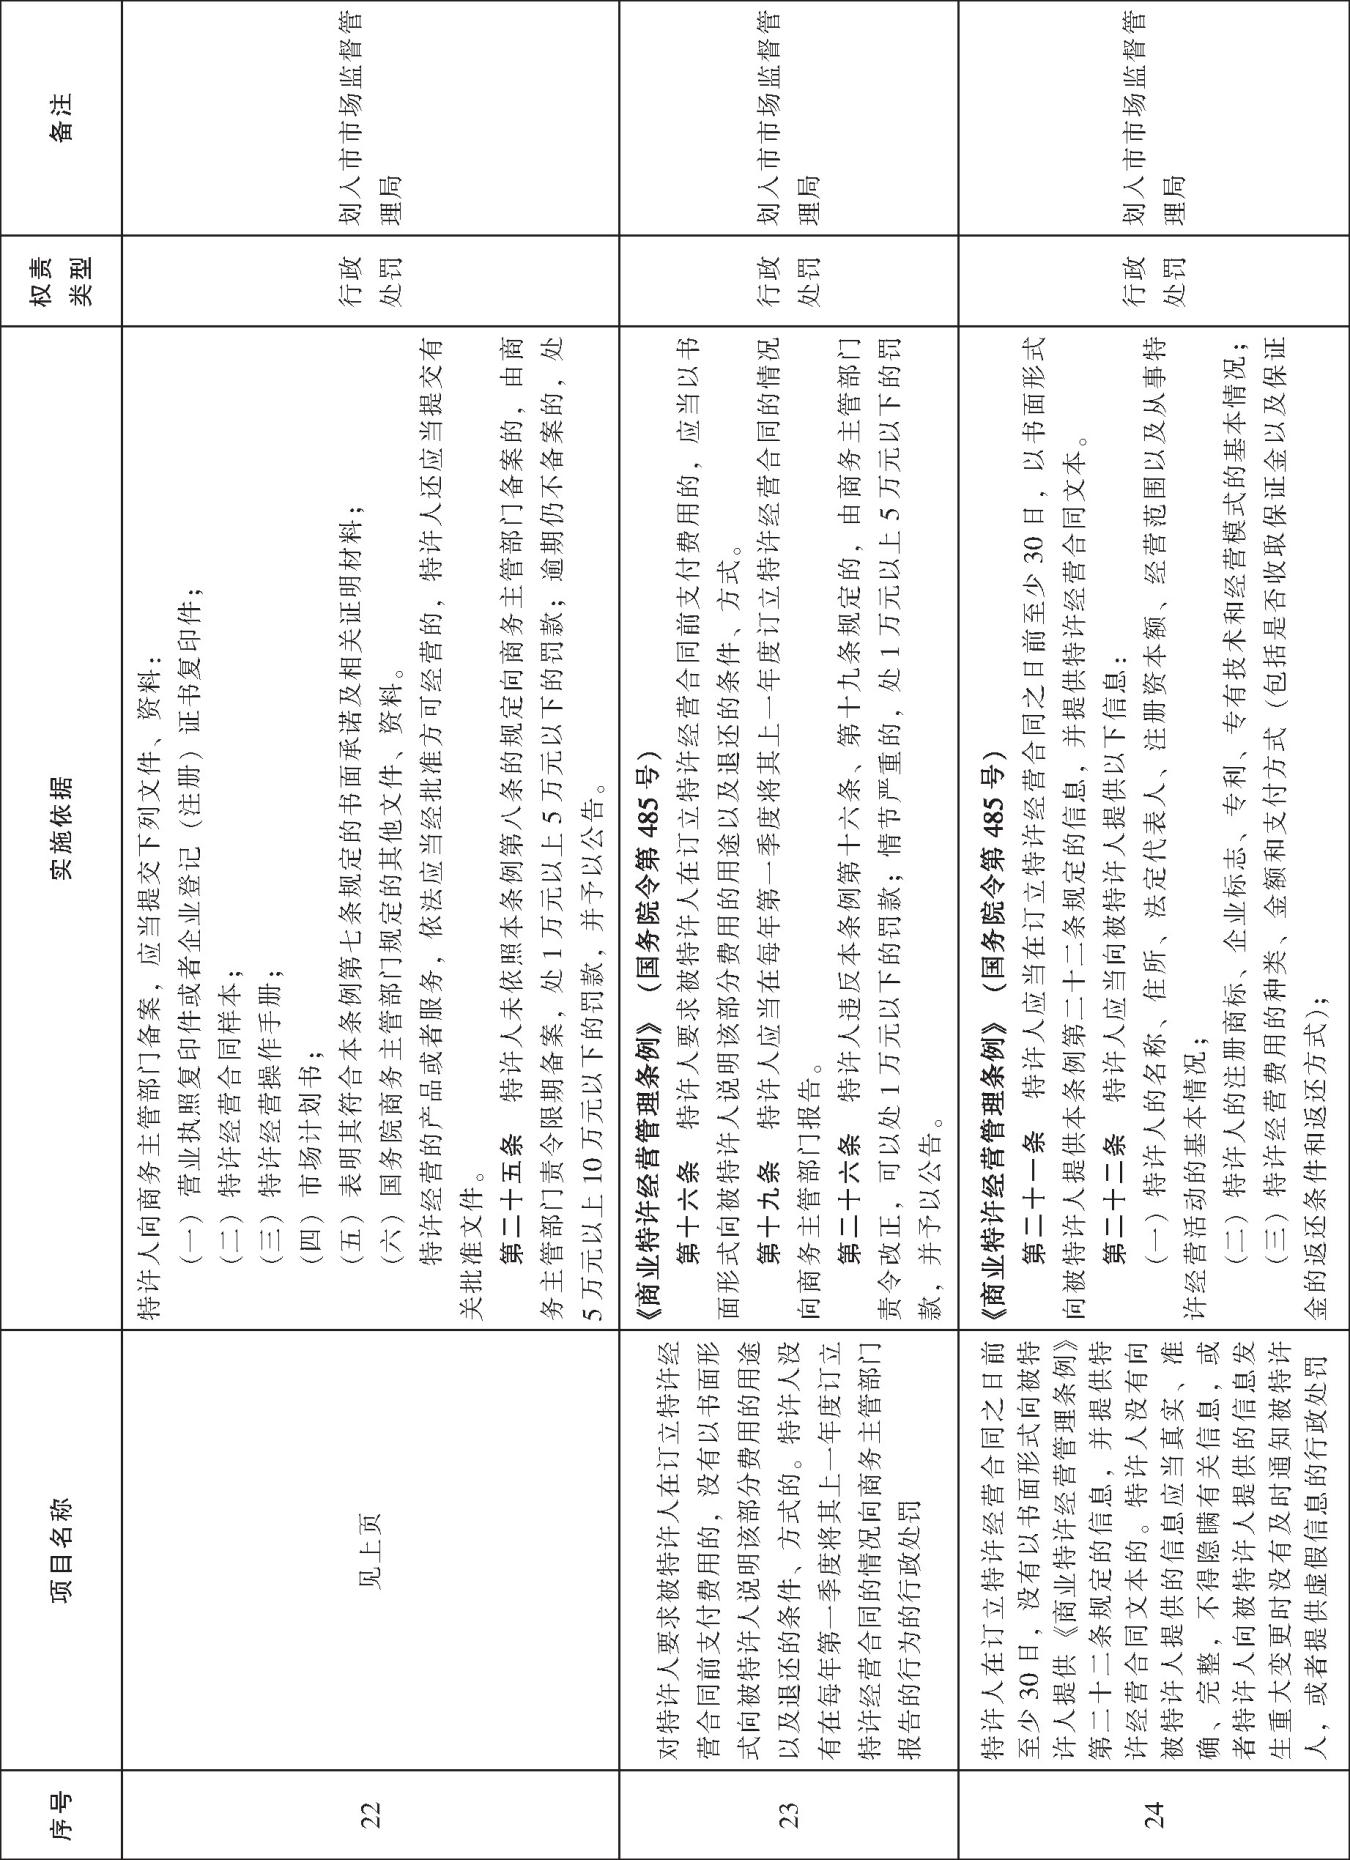 序号
项目名称
实施依据
权责
类型
备注
22
见上页
特许人向商务主管部门备案，应当提交下列文件、资料：
（一）营业执照复印件或者企业登记（注册）证书复印件；
（二）特许经营合同样本；
（三）特许经营操作手册；
（四）市场计划书；
（五）表明其符合本条例第七条规定的书面承诺及相关证明材料；
（六）国务院商务主管部门规定的其他文件、资料。
特许经营的产品或者服务，依法应当经批准方可经营的，特许人还应当提交有
关批准文件。
第二十五条　特许人未依照本条例第八条的规定向商务主管部门备案的，由商
务主管部门责令限期备案，处 1 万元以上 5 万元以下的罚款；逾期仍不备案的，处
5 万元以上 10 万元以下的罚款，并予以公告。
行政
处罚
划入市市场监督管
理局
23
对特许人要求被特许人在订立特许经
营合同前支付费用的，没有以书面形
式向被特许人说明该部分费用的用途
以及退还的条件、方式的。特许人没
有在每年第一季度将其上一年度订立
特许经营合同的情况向商务主管部门
报告的行为的行政处罚
《商业特许经营管理条例》（国务院令第 485 号）
第十六条　特许人要求被特许人在订立特许经营合同前支付费用的，应当以书
面形式向被特许人说明该部分费用的用途以及退还的条件、方式。
第十九条　特许人应当在每年第一季度将其上一年度订立特许经营合同的情况
向商务主管部门报告。
第二十六条　特许人违反本条例第十六条、第十九条规定的，由商务主管部门
责令改正，可以处 1 万元以下的罚款；情节严重的，处 1 万元以上 5 万元以下的罚
款，并予以公告。
行政
处罚
划入市市场监督管
理局
24
特许人在订立特许经营合同之日前
至少 30 日，没有以书面形式向被特
许人提供《商业特许经营管理条例》
第二十二条规定的信息，并提供特
许经营合同文本的。特许人没有向
被特许人提供的信息应当真实、准
确、完整，不得隐瞒有关信息，或
者特许人向被特许人提供的信息发
生重大变更时没有及时通知被特许
人，或者提供虚假信息的行政处罚
《商业特许经营管理条例》（国务院令第 485 号）
第二十一条　特许人应当在订立特许经营合同之日前至少 30 日，以书面形式
向被特许人提供本条例第二十二条规定的信息，并提供特许经营合同文本。
第二十二条　特许人应当向被特许人提供以下信息：
（一）特许人的名称、住所、法定代表人、注册资本额、经营范围以及从事特
许经营活动的基本情况；
（二）特许人的注册商标、企业标志、专利、专有技术和经营模式的基本情况；
（三）特许经营费用的种类、金额和支付方式（包括是否收取保证金以及保证
金的返还条件和返还方式）；
行政
处罚
划入市市场监督管
理局